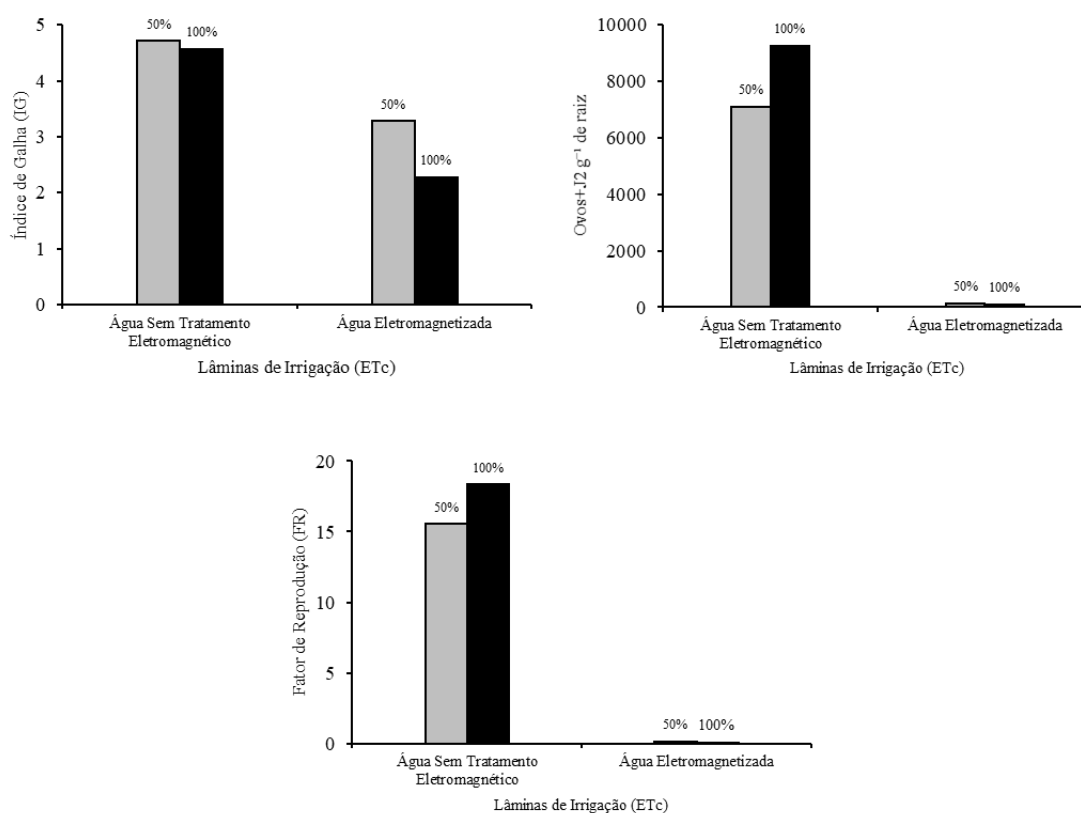 5
4
3
2
1
0
Índice de Galha (IG)
50%
100%
50%
100%
Água Sem Tratamento
Eletromagnético
Água Eletromagnetizada
Lâminas de Irrigação (ETc)
10000
8000
6000
4000
2000
0
Ovos+J2 g⁻¹ de raiz
50%
100%
50%
100%
Água Sem Tratamento
Eletromagnético
Água Eletromagnetizada
Lâminas de Irrigação (ETc)
20
15
10
5
0
Fator de Reprodução (FR)
50%
100%
50%
100%
Água Sem Tratamento
Eletromagnético
Água Eletromagnetizada
Lâminas de Irrigação (ETc)